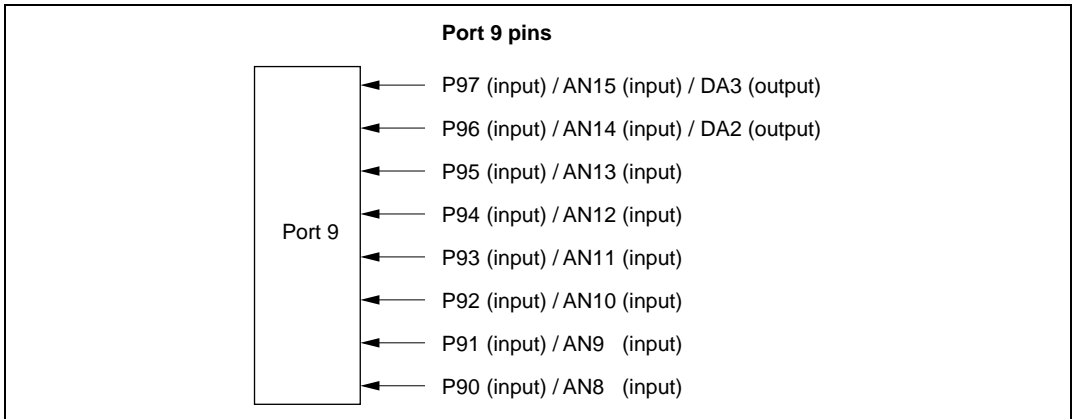 Port 9 pins
P97 (input) / AN15 (input) / DA3 (output)
P96 (input) / AN14 (input) / DA2 (output)
P95 (input) / AN13 (input)
P94 (input) / AN12 (input)
Port 9
P93 (input) / AN11 (input)
P92 (input) / AN10 (input)
P91 (input) / AN9 (input)
P90 (input) / AN8 (input)